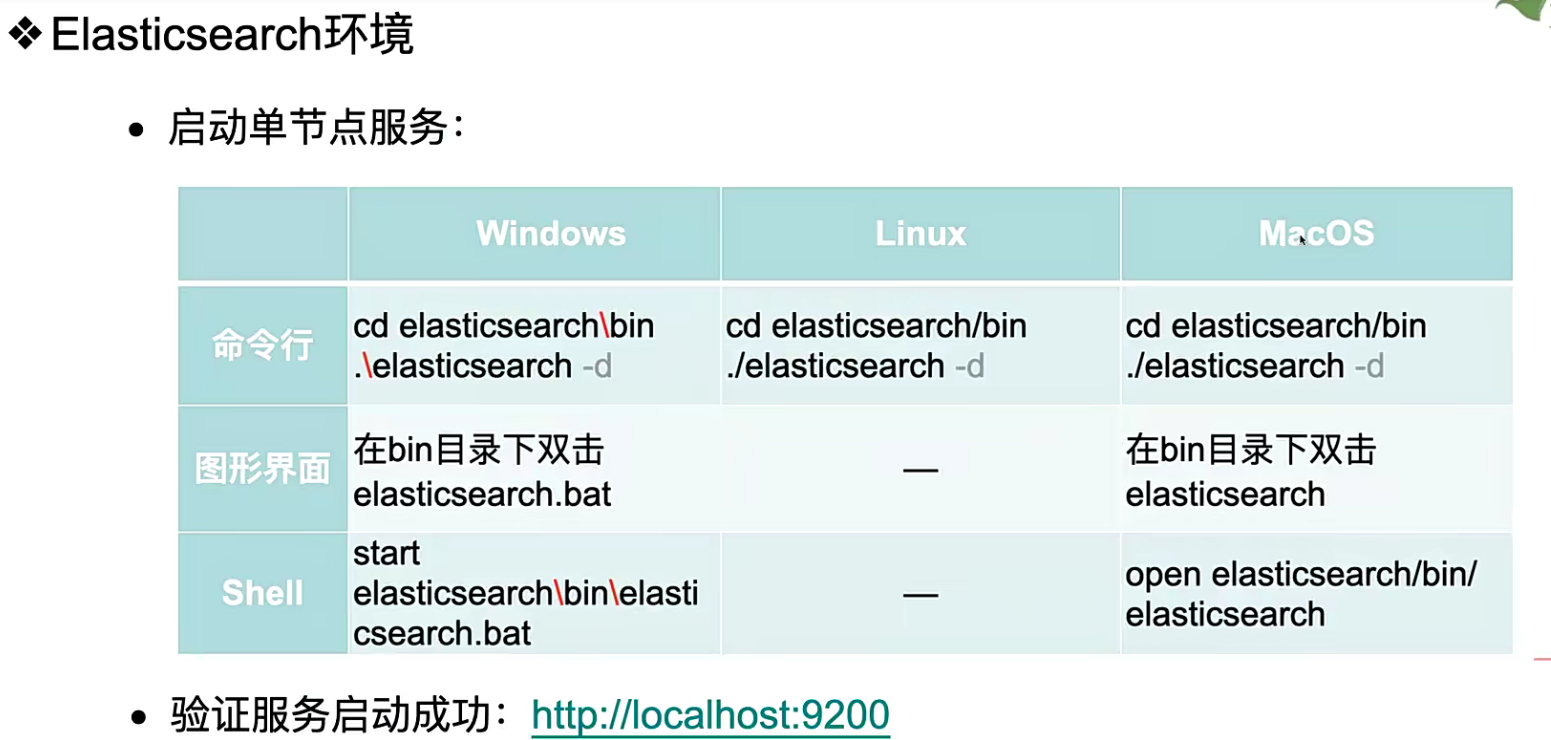 ❖Elasticsearch环境
• 启动单节点服务：
Windows Linux MacOS
命令行
cd elasticsearch\bin
.\elasticsearch -d
cd elasticsearch/bin
./elasticsearch -d
cd elasticsearch/bin
./elasticsearch -d
图形界面
在bin目录下双击
elasticsearch.bat
—
在bin目录下双击
elasticsearch
Shell
start
elasticsearch\bin\elasti
csearch.bat
—
open elasticsearch/bin/
elasticsearch
• 验证服务启动成功：http://localhost:9200